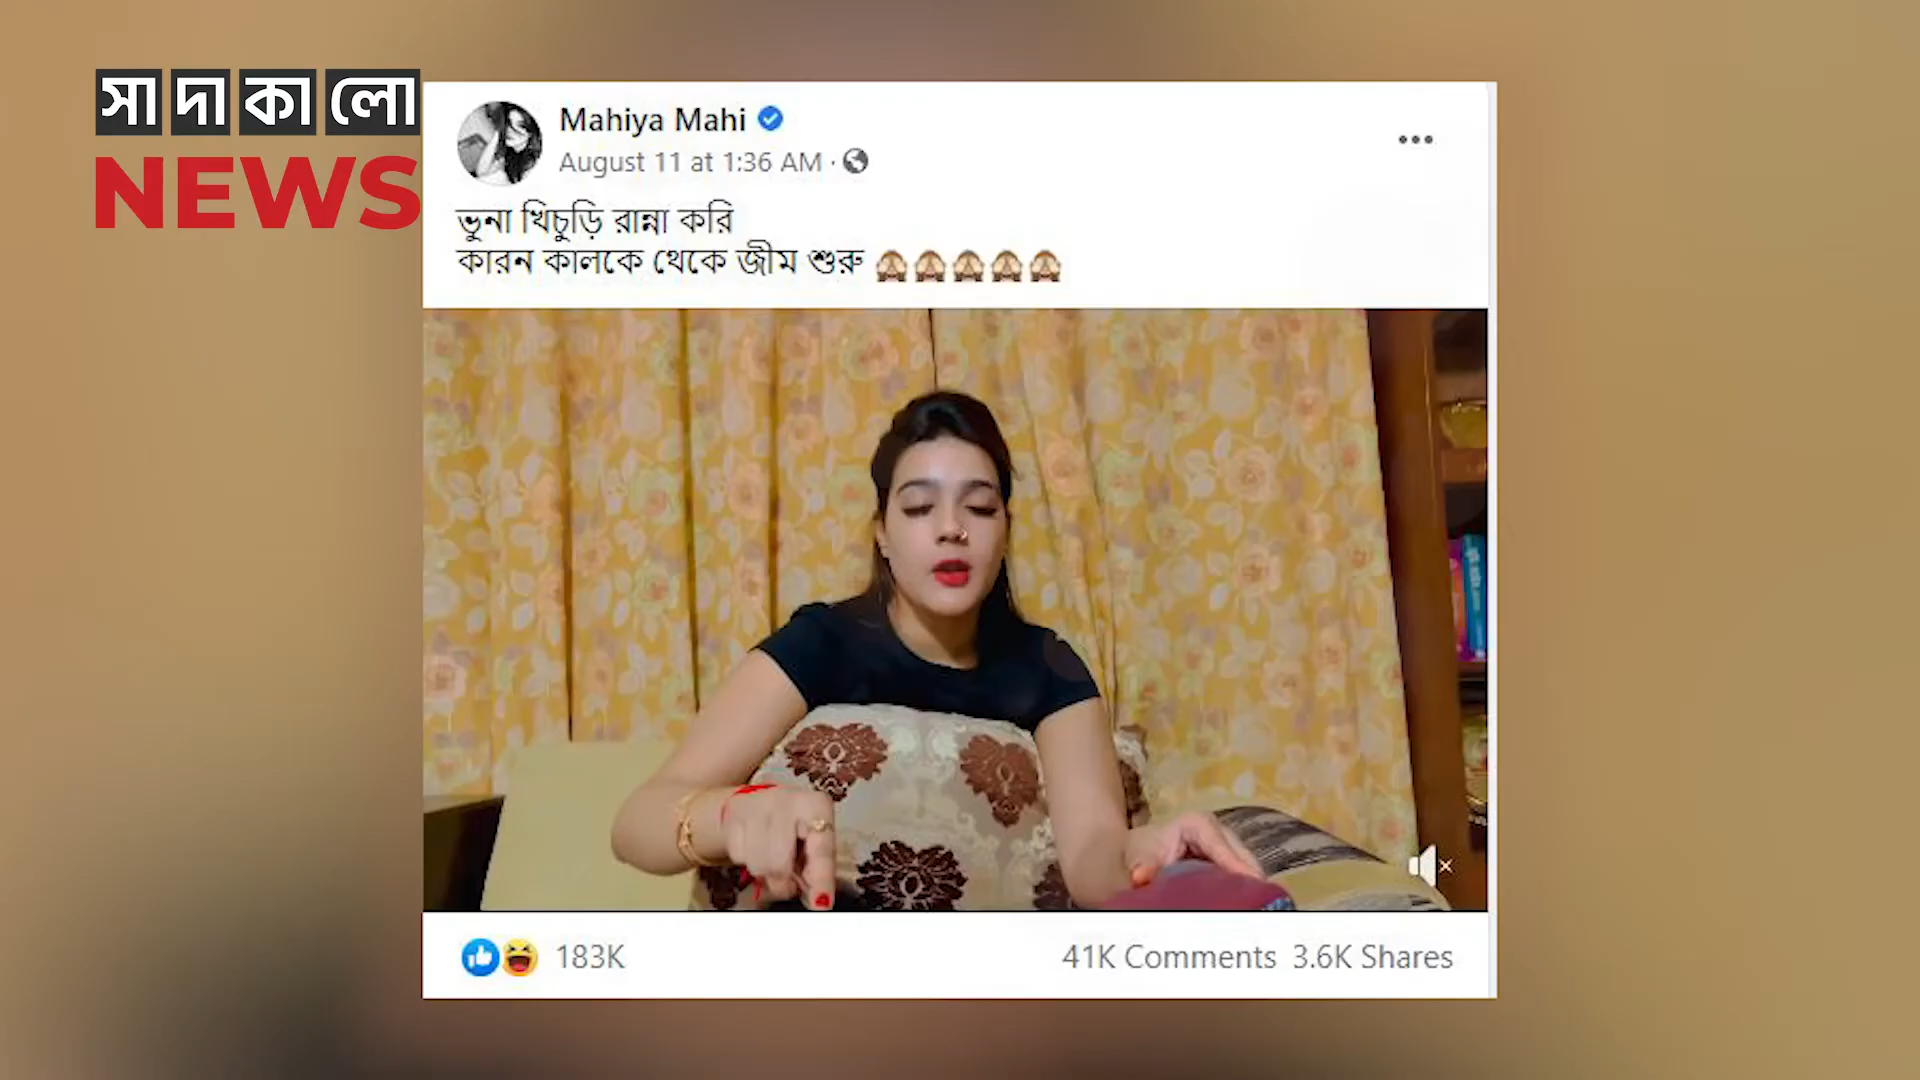 সাদাকালো
NEWS
Mahiya Mahi
August 11 at 1:36 AM ·
ভুনা খিচুড়ি রান্না করি
কারন কালকে থেকে জীম শুরু 🙈🙈🙈🙈🙈
183K
41K Comments 3.6K Shares